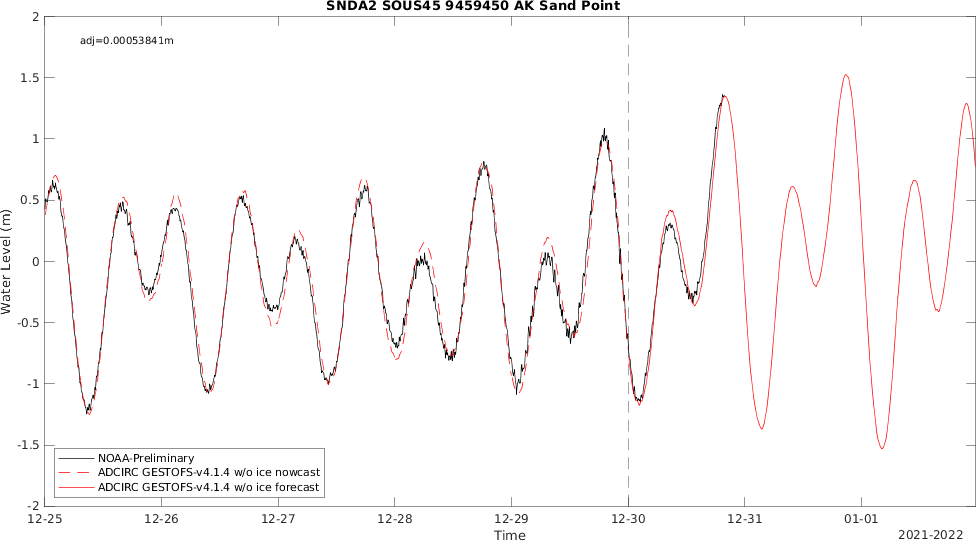 SNDA2 SOUS45 9459450 AK Sand Point
adj=0.00053841m
2
1.5
1
0.5
0
-0.5
-1
-1.5
-2
Water Level (m)
NOAA-Preliminary
ADCIRC GESTOFS-v4.1.4 w/o ice nowcast
ADCIRC GESTOFS-v4.1.4 w/o ice forecast
12-25 12-26 12-27 12-28 12-29 12-30 12-31 01-01
Time
2021-2022